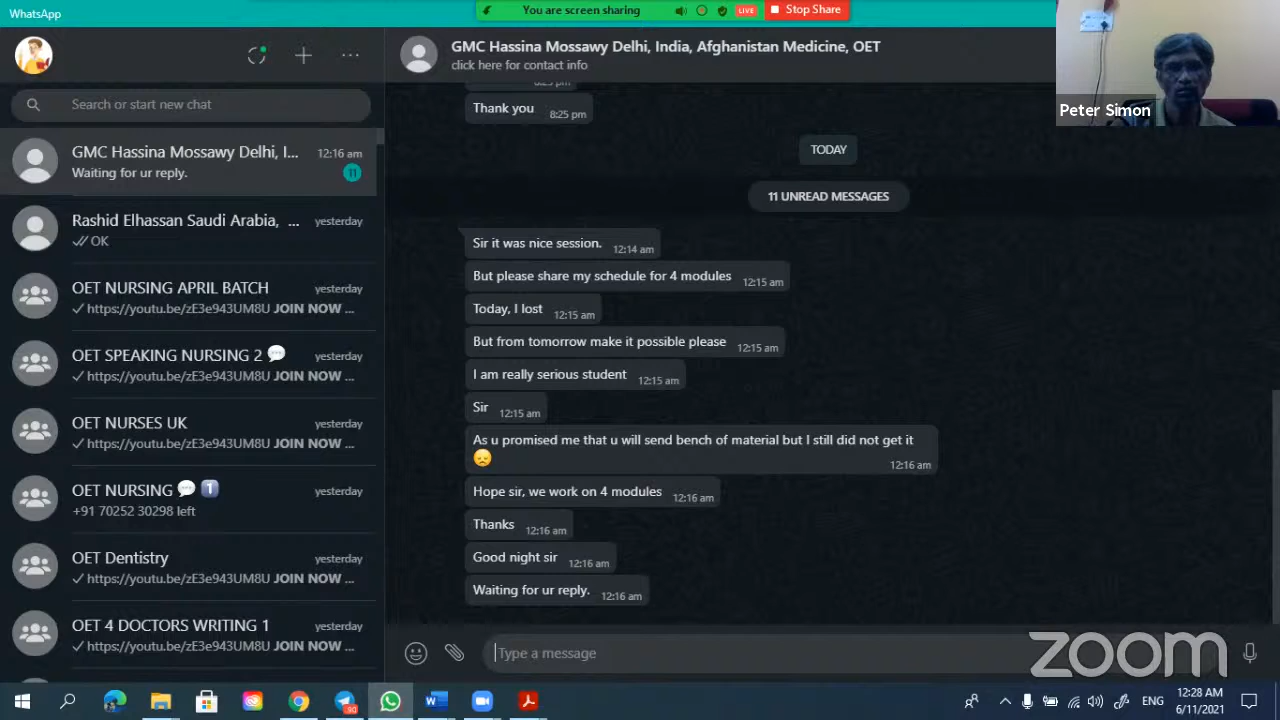 WhatsApp
You are screen sharing
LIVE
Stop Share
GMC Hassina Mossawy Delhi, India, Afghanistan Medicine, OET
click here for contact info
Peter Simon
Search or start new chat
GMC Hassina Mossawy Delhi, I... 12:16 am
Waiting for ur reply. 11
Rashid Elhassan Saudi Arabia, ... yesterday
OK
OET NURSING APRIL BATCH yesterday
https://youtu.be/zE3e943UM8U JOIN NOW ...
OET SPEAKING NURSING 2 💬 yesterday
https://youtu.be/zE3e943UM8U JOIN NOW ...
OET NURSES UK yesterday
https://youtu.be/zE3e943UM8U JOIN NOW ...
OET NURSING 💬 1️⃣ yesterday
+91 70252 30298 left
OET Dentistry yesterday
https://youtu.be/zE3e943UM8U JOIN NOW ...
OET 4 DOCTORS WRITING 1 yesterday
https://youtu.be/zE3e943UM8U JOIN NOW ...
8:25 pm
Thank you 8:25 pm
TODAY
11 UNREAD MESSAGES
Sir it was nice session. 12:14 am
But please share my schedule for 4 modules 12:15 am
Today, I lost 12:15 am
But from tomorrow make it possible please 12:15 am
I am really serious student 12:15 am
Sir 12:15 am
As u promised me that u will send bench of material but I still did not get it
😞 12:16 am
Hope sir, we work on 4 modules 12:16 am
Thanks 12:16 am
Good night sir 12:16 am
Waiting for ur reply. 12:16 am
Type a message
zoom
ENG
12:28 AM
6/11/2021